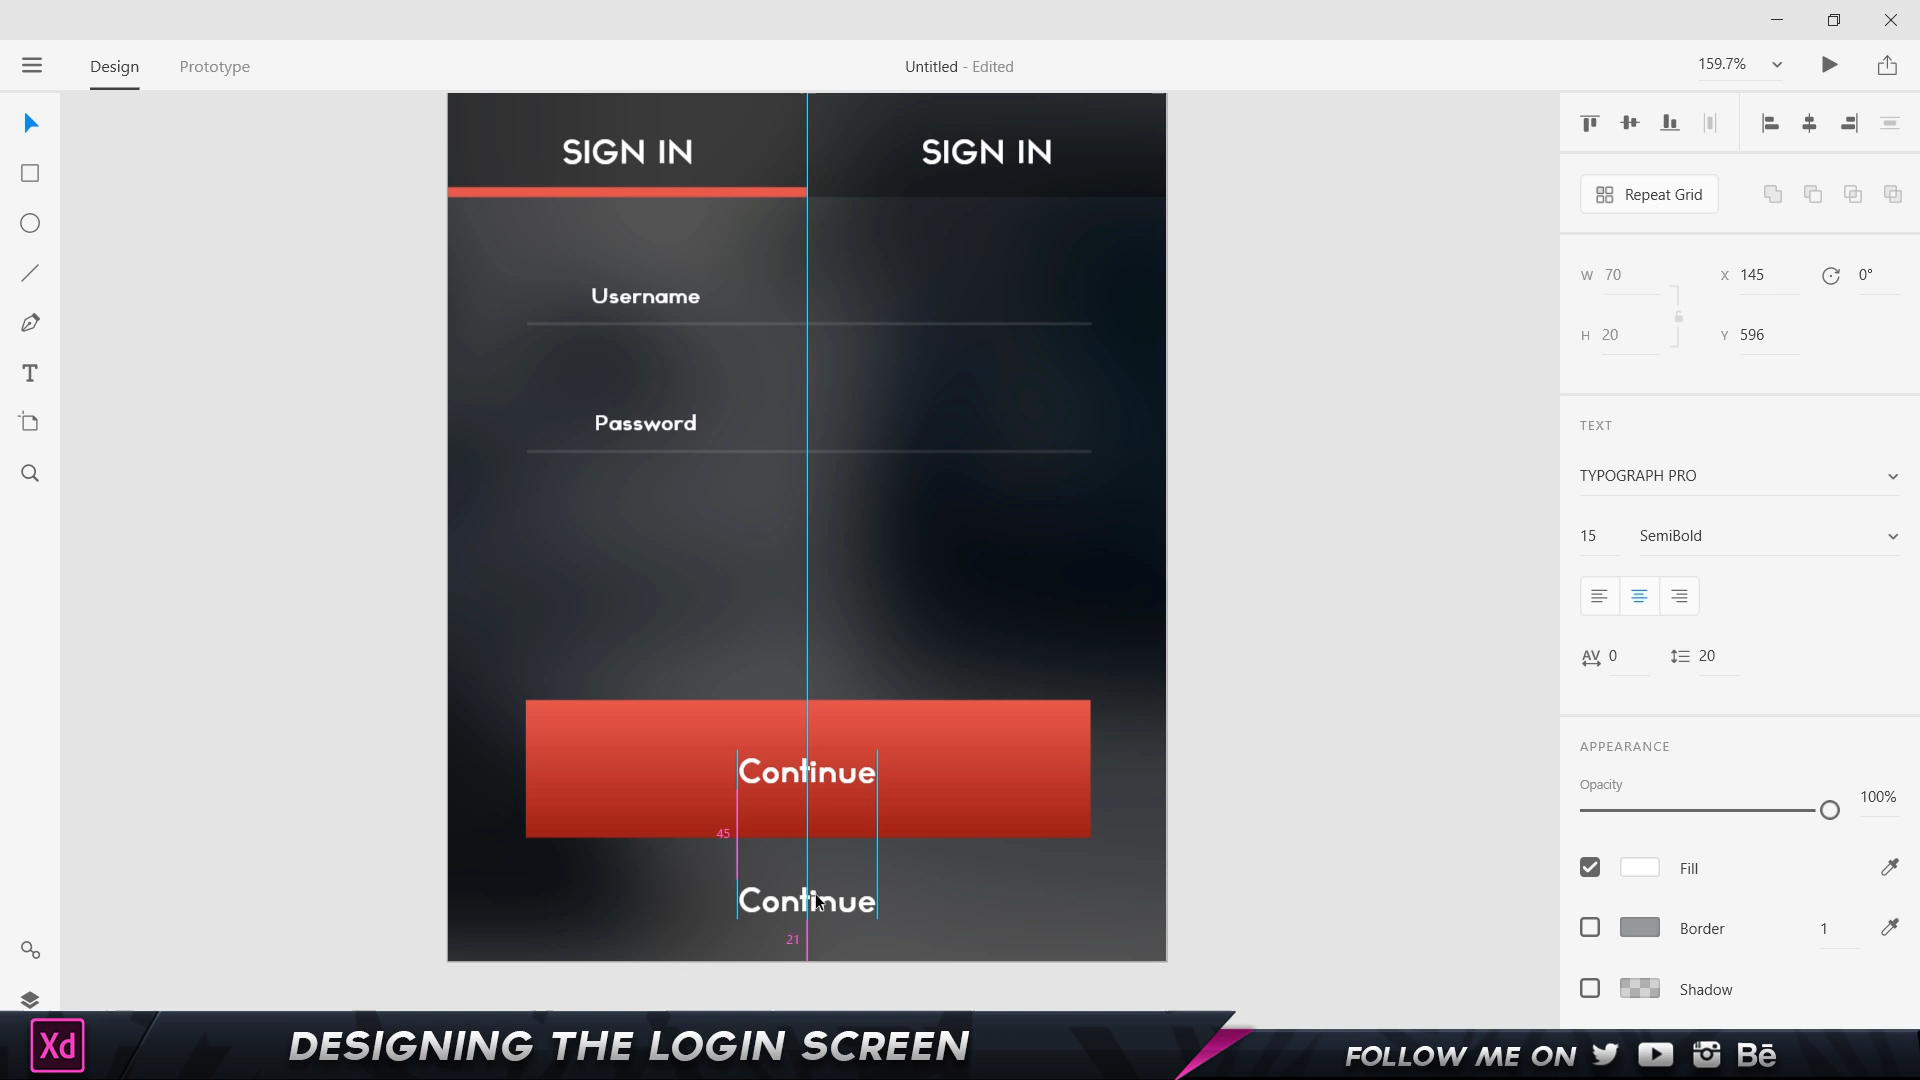 Design
Prototype
Untitled - Edited
159.7%
SIGN IN
SIGN IN
Username
Password
Continue
45
Continue
21
Repeat Grid
W 70
X 145
0°
H 20
Y 596
TEXT
TYPOGRAPH PRO
15
SemiBold
AV 0
20
APPEARANCE
Opacity
100%
Fill
Border
1
Shadow
Xd
DESIGNING THE LOGIN SCREEN
FOLLOW ME ON
Bē